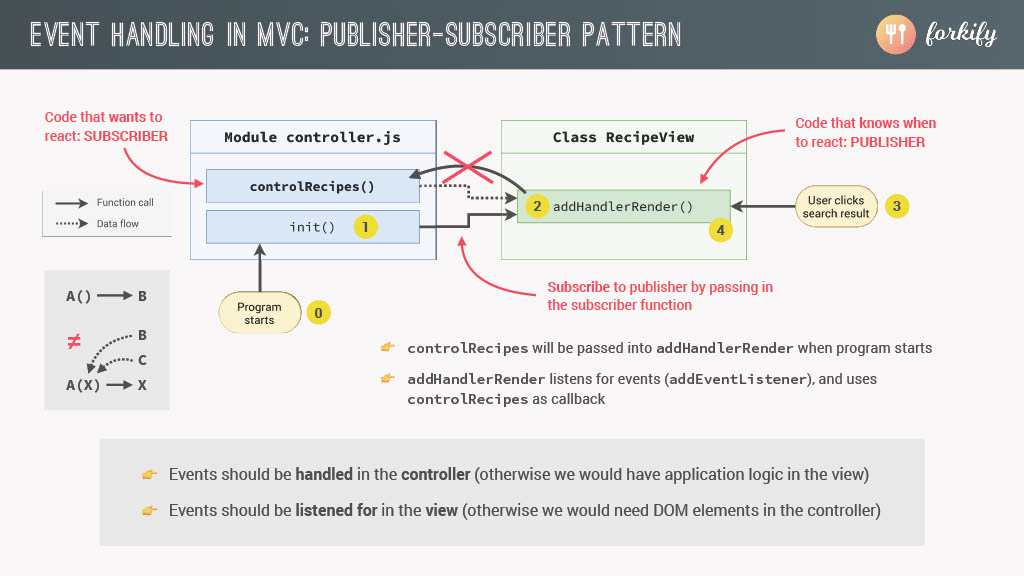 EVENT HANDLING IN MVC: PUBLISHER-SUBSCRIBER PATTERN
forkify
Code that wants to
react: SUBSCRIBER
Module controller.js
Class RecipeView
Code that knows when
to react: PUBLISHER
controlRecipes()
Function call
Data flow
2 addHandlerRender()
User clicks
search result
3
init() 1
4
A() B
Program
starts
0
Subscribe to publisher by passing in
the subscriber function
≠
B
C
A(X) X
controlRecipes will be passed into addHandlerRender when program starts
addHandlerRender listens for events (addEventListener), and uses
controlRecipes as callback
Events should be handled in the controller (otherwise we would have application logic in the view)
Events should be listened for in the view (otherwise we would need DOM elements in the controller)